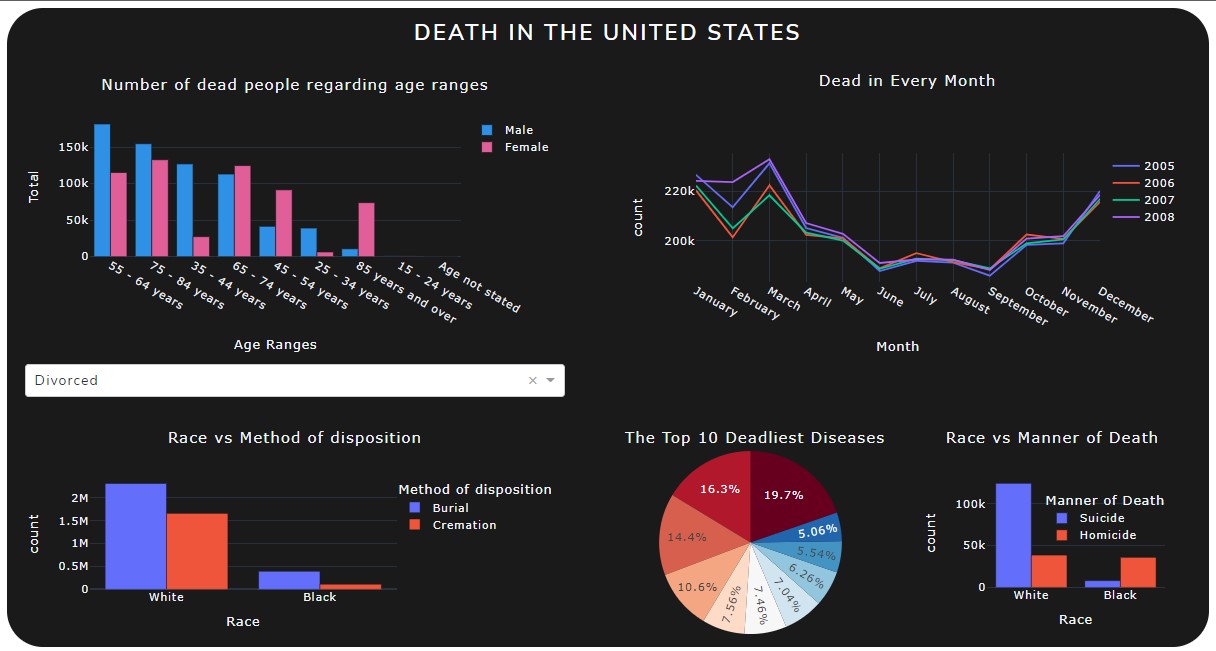 DEATH IN THE UNITED STATES
Number of dead people regarding age ranges
Male
Female
Total
150k
100k
50k
0
55 - 64 years
75 - 84 years
35 - 44 years
65 - 74 years
45 - 54 years
25 - 34 years
85 years and over
15 - 24 years
Age not stated
Age Ranges
Divorced
×
Dead in Every Month
2005
2006
2007
2008
count
220k
200k
January
February
March
April
May
June
July
August
September
October
November
December
Month
Race vs Method of disposition
Method of disposition
Burial
Cremation
count
2M
1.5M
1M
0.5M
0
White
Black
Race
The Top 10 Deadliest Diseases
16.3%
19.7%
14.4%
5.06%
5.54%
6.26%
10.6%
7.56%
7.46%
7.04%
Race vs Manner of Death
Manner of Death
Suicide
Homicide
count
100k
50k
0
White
Black
Race